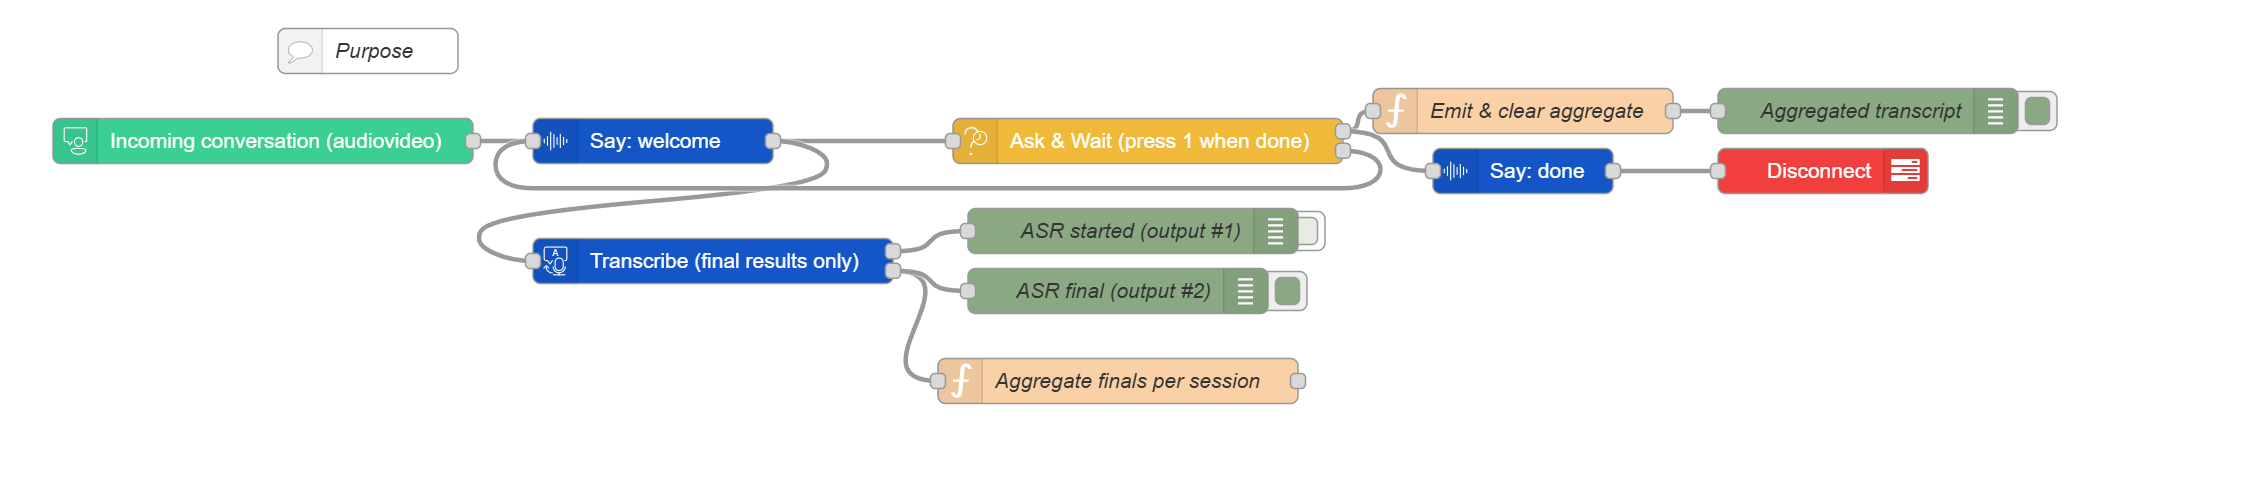 Purpose
Incoming conversation (audiovideo)
Say: welcome
Ask & Wait (press 1 when done)
Emit & clear aggregate
Aggregated transcript
Say: done
Disconnect
Transcribe (final results only)
ASR started (output #1)
ASR final (output #2)
Aggregate finals per session